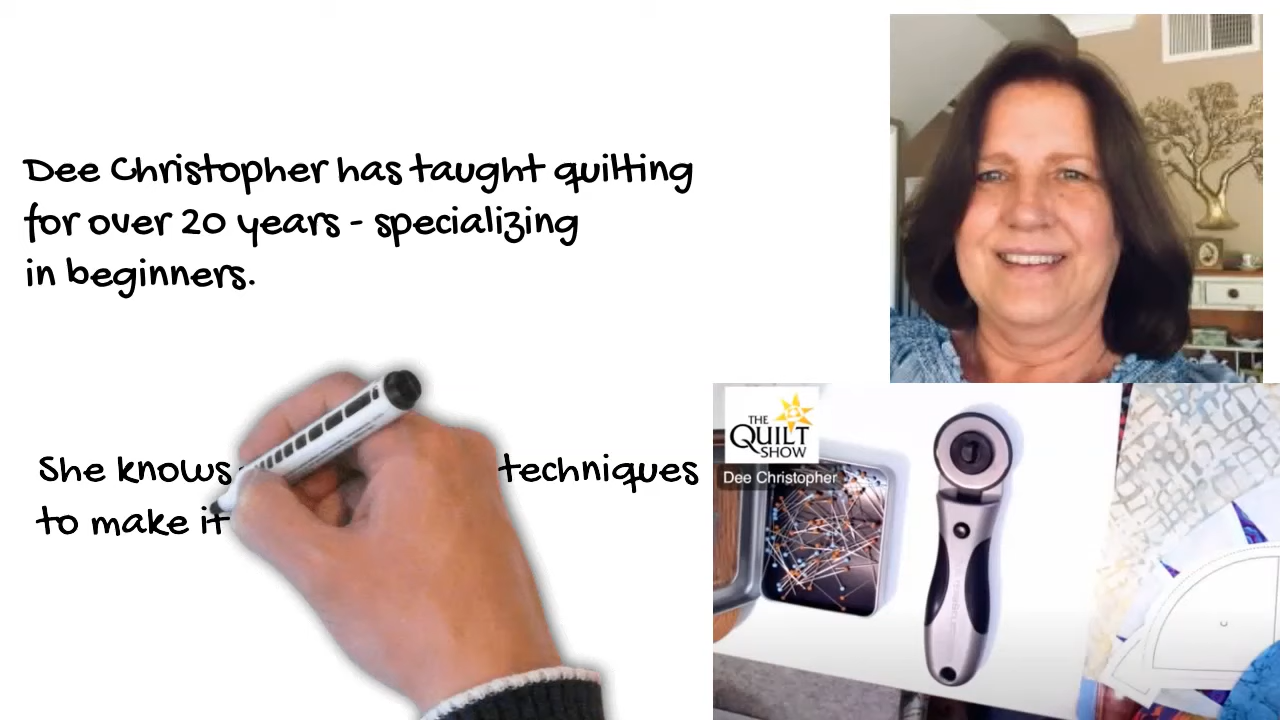 Dee Christopher has taught quilting
for over 20 years - specializing
in beginners.
She knows techniques
to make it
THE
QUILT
SHOW
Dee Christopher